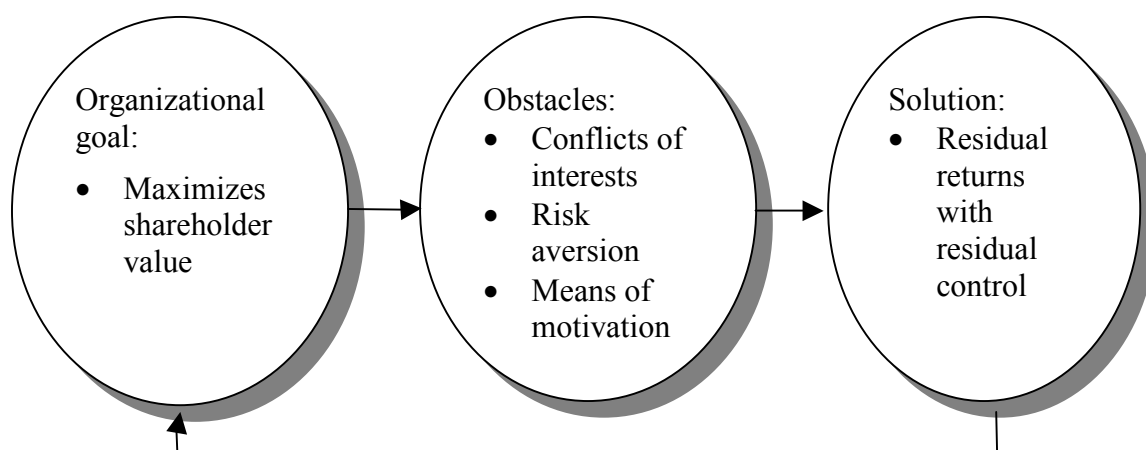 Organizational
goal:
• Maximizes
shareholder
value
Obstacles:
• Conflicts of
interests
• Risk
aversion
• Means of
motivation
Solution:
• Residual
returns
with
residual
control